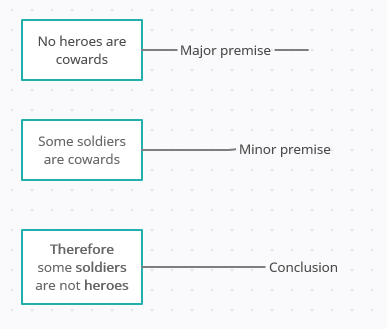 No heroes are
cowards
Major premise
Some soldiers
are cowards
Minor premise
Therefore
some soldiers
are not heroes
Conclusion